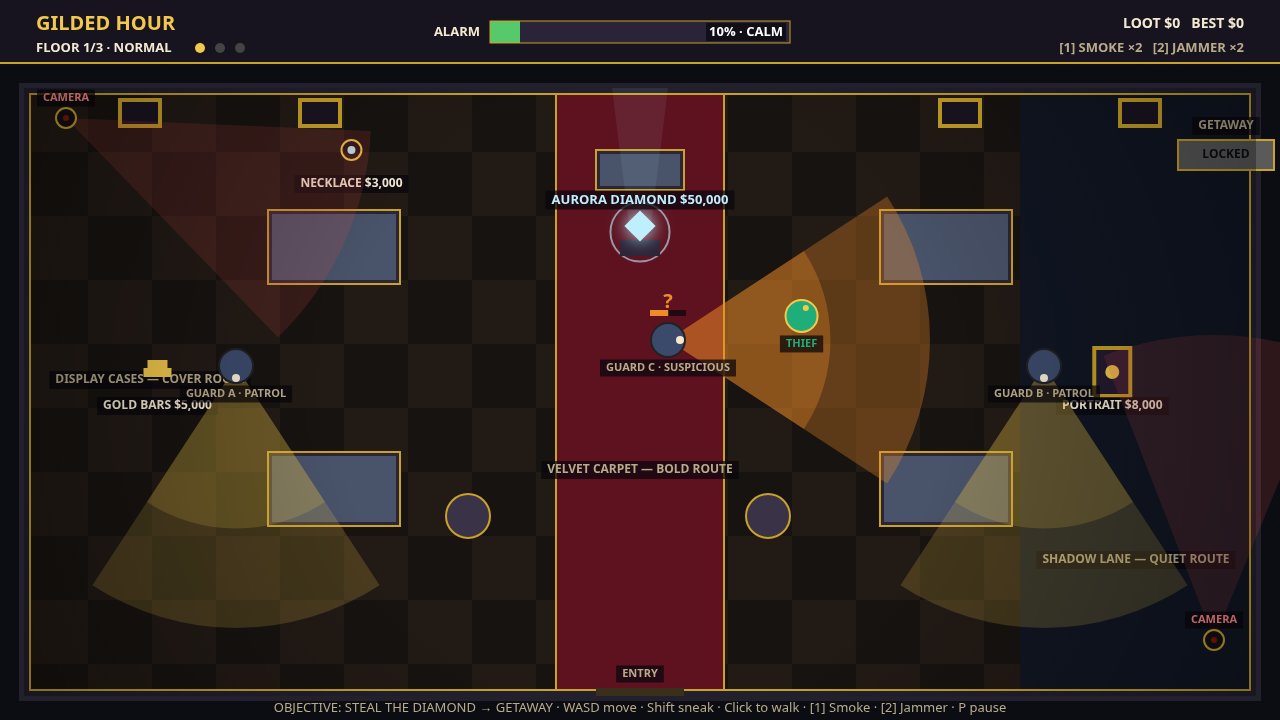 GILDED HOUR
FLOOR 1/3 · NORMAL
ALARM
10% · CALM
LOOT $0 BEST $0
[1] SMOKE ×2 [2] JAMMER ×2
CAMERA
GETAWAY
LOCKED
NECKLACE $3,000
AURORA DIAMOND $50,000
?
THIEF
GUARD C · SUSPICIOUS
DISPLAY CASES — COVER
GUARD A · PATROL
GOLD BARS $5,000
GUARD B · PATROL
PORTRAIT $8,000
VELVET CARPET — BOLD ROUTE
SHADOW LANE — QUIET ROUTE
CAMERA
ENTRY
OBJECTIVE: STEAL THE DIAMOND → GETAWAY · WASD move · Shift sneak · Click to walk · [1] Smoke · [2] Jammer · P pause